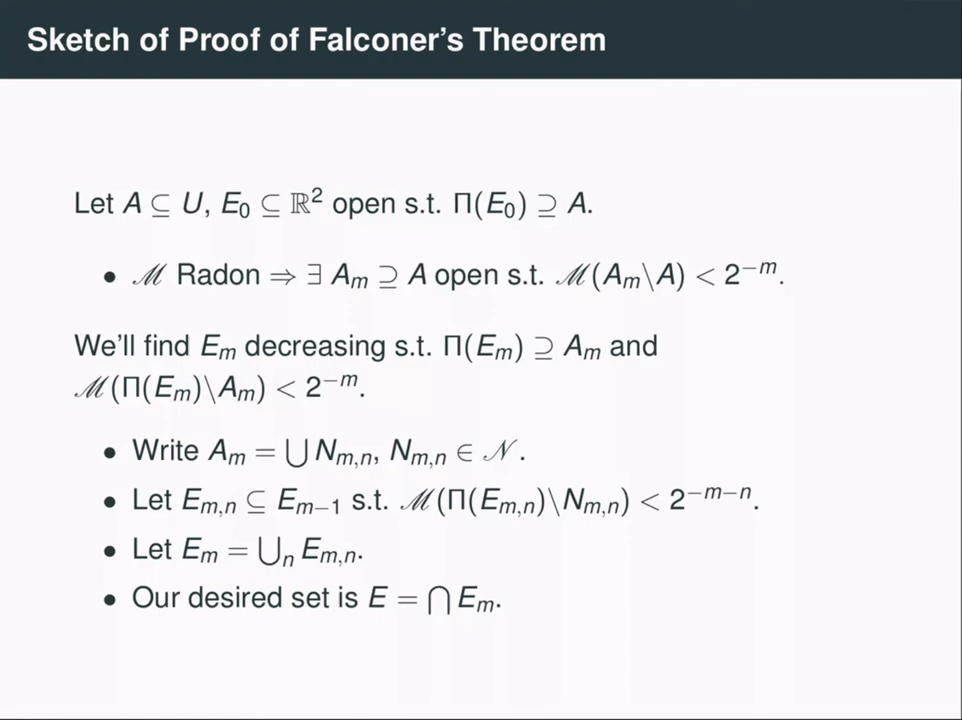 Sketch of Proof of Falconer's Theorem
Let A ⊆ U, E₀ ⊆ ℝ² open s.t. Π(E₀) ⊇ A.
• ℳ Radon ⇒ ∃ Aₘ ⊇ A open s.t. ℳ(Aₘ\A) < 2⁻ᵐ.
We'll find Eₘ decreasing s.t. Π(Eₘ) ⊇ Aₘ and
ℳ(Π(Eₘ)\Aₘ) < 2⁻ᵐ.
• Write Aₘ = ⋃ Nₘ,ₙ, Nₘ,ₙ ∈ 𝒩.
• Let Eₘ,ₙ ⊆ Eₘ₋₁ s.t. ℳ(Π(Eₘ,ₙ)\Nₘ,ₙ) < 2⁻ᵐ⁻ⁿ.
• Let Eₘ = ⋃ₙ Eₘ,ₙ.
• Our desired set is E = ⋂ Eₘ.